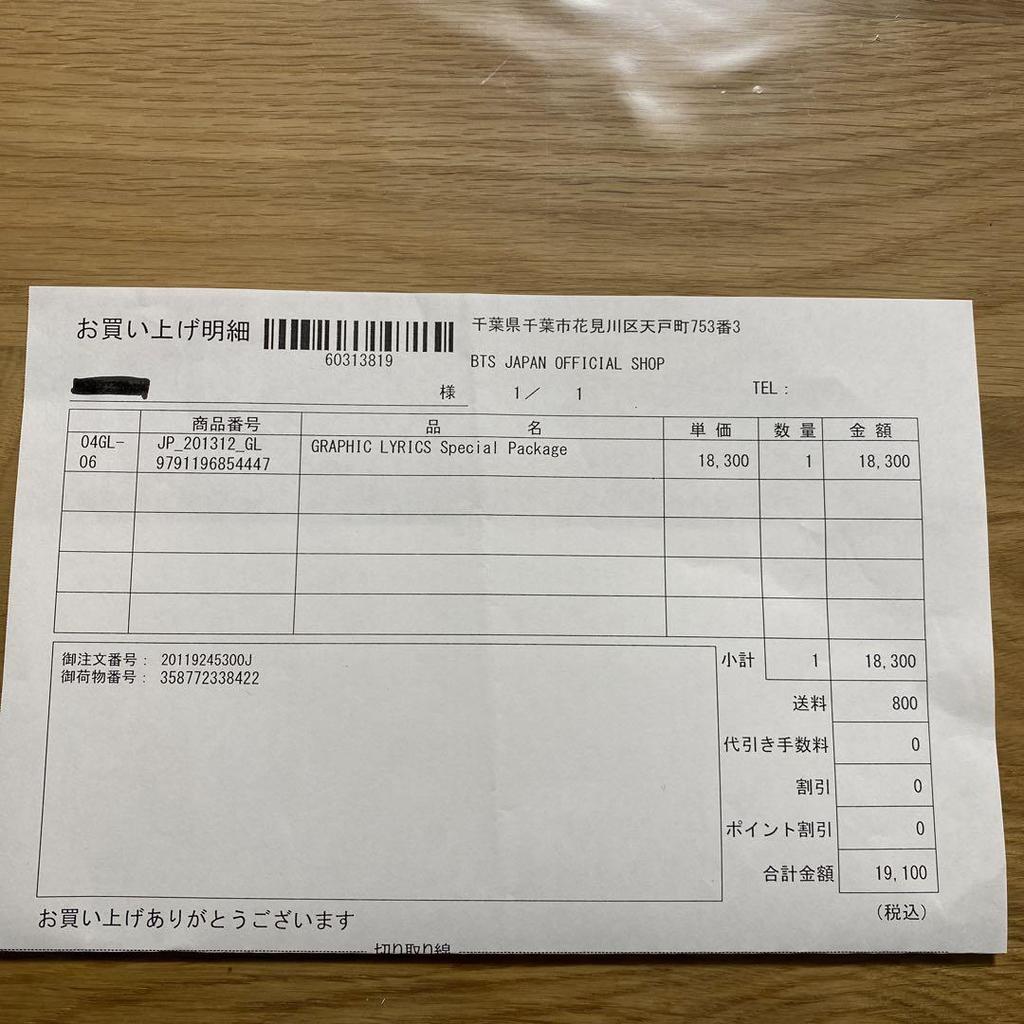 お買い上げ明細
60313819
千葉県千葉市花見川区天戸町753番3
BTS JAPAN OFFICIAL SHOP
様 1／ 1 TEL：
商品番号 品 名 単 価 数 量 金 額
04GL-06 JP_201312_GL 9791196854447 GRAPHIC LYRICS Special Package 18,300 1 18,300
御注文番号： 20119245300J
御荷物番号： 358772338422
小計 1 18,300
送料 800
代引き手数料 0
割引 0
ポイント割引 0
合計金額 19,100
（税込）
お買い上げありがとうございます
切り取り線